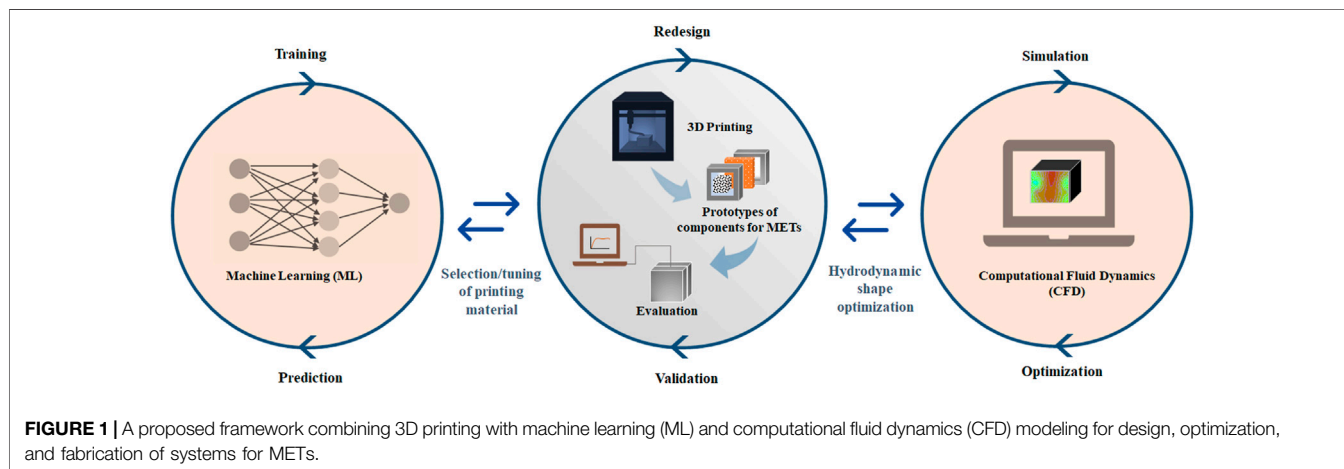 Training
Machine Learning (ML)
Prediction
Selection/tuning
of printing
material
Redesign
3D Printing
Prototypes of
components for METs
Evaluation
Validation
Hydrodynamic
shape
optimization
Simulation
Computational Fluid Dynamics
(CFD)
Optimization
FIGURE 1 | A proposed framework combining 3D printing with machine learning (ML) and computational fluid dynamics (CFD) modeling for design, optimization,
and fabrication of systems for METs.